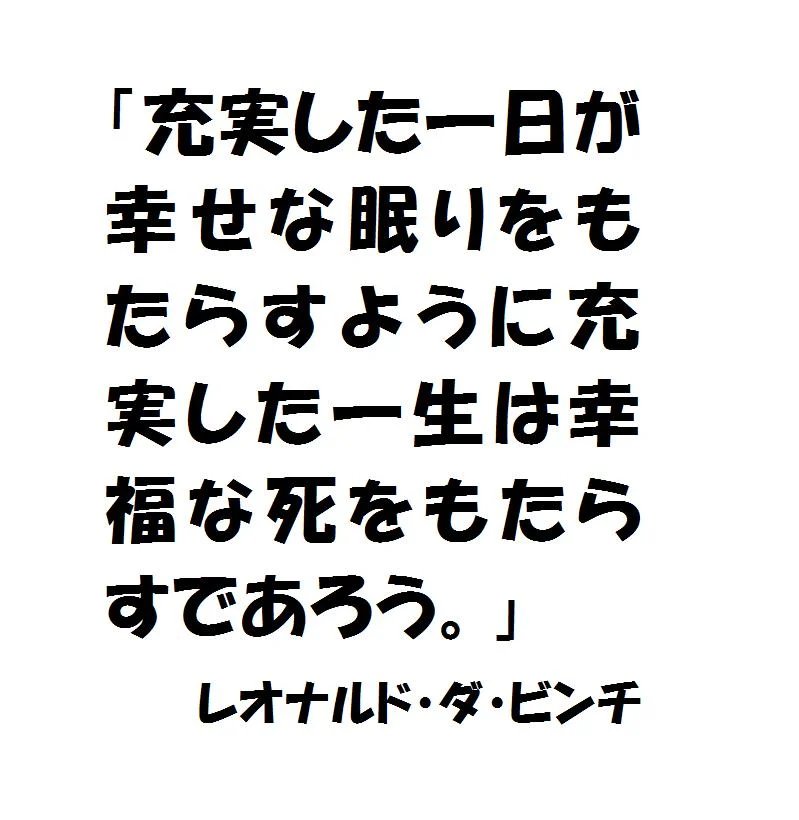 「充実した一日が
幸せな眠りをも
たらすように充
実した一生は幸
福な死をもたら
すであろう。」
レオナルド・ダ・ビンチ